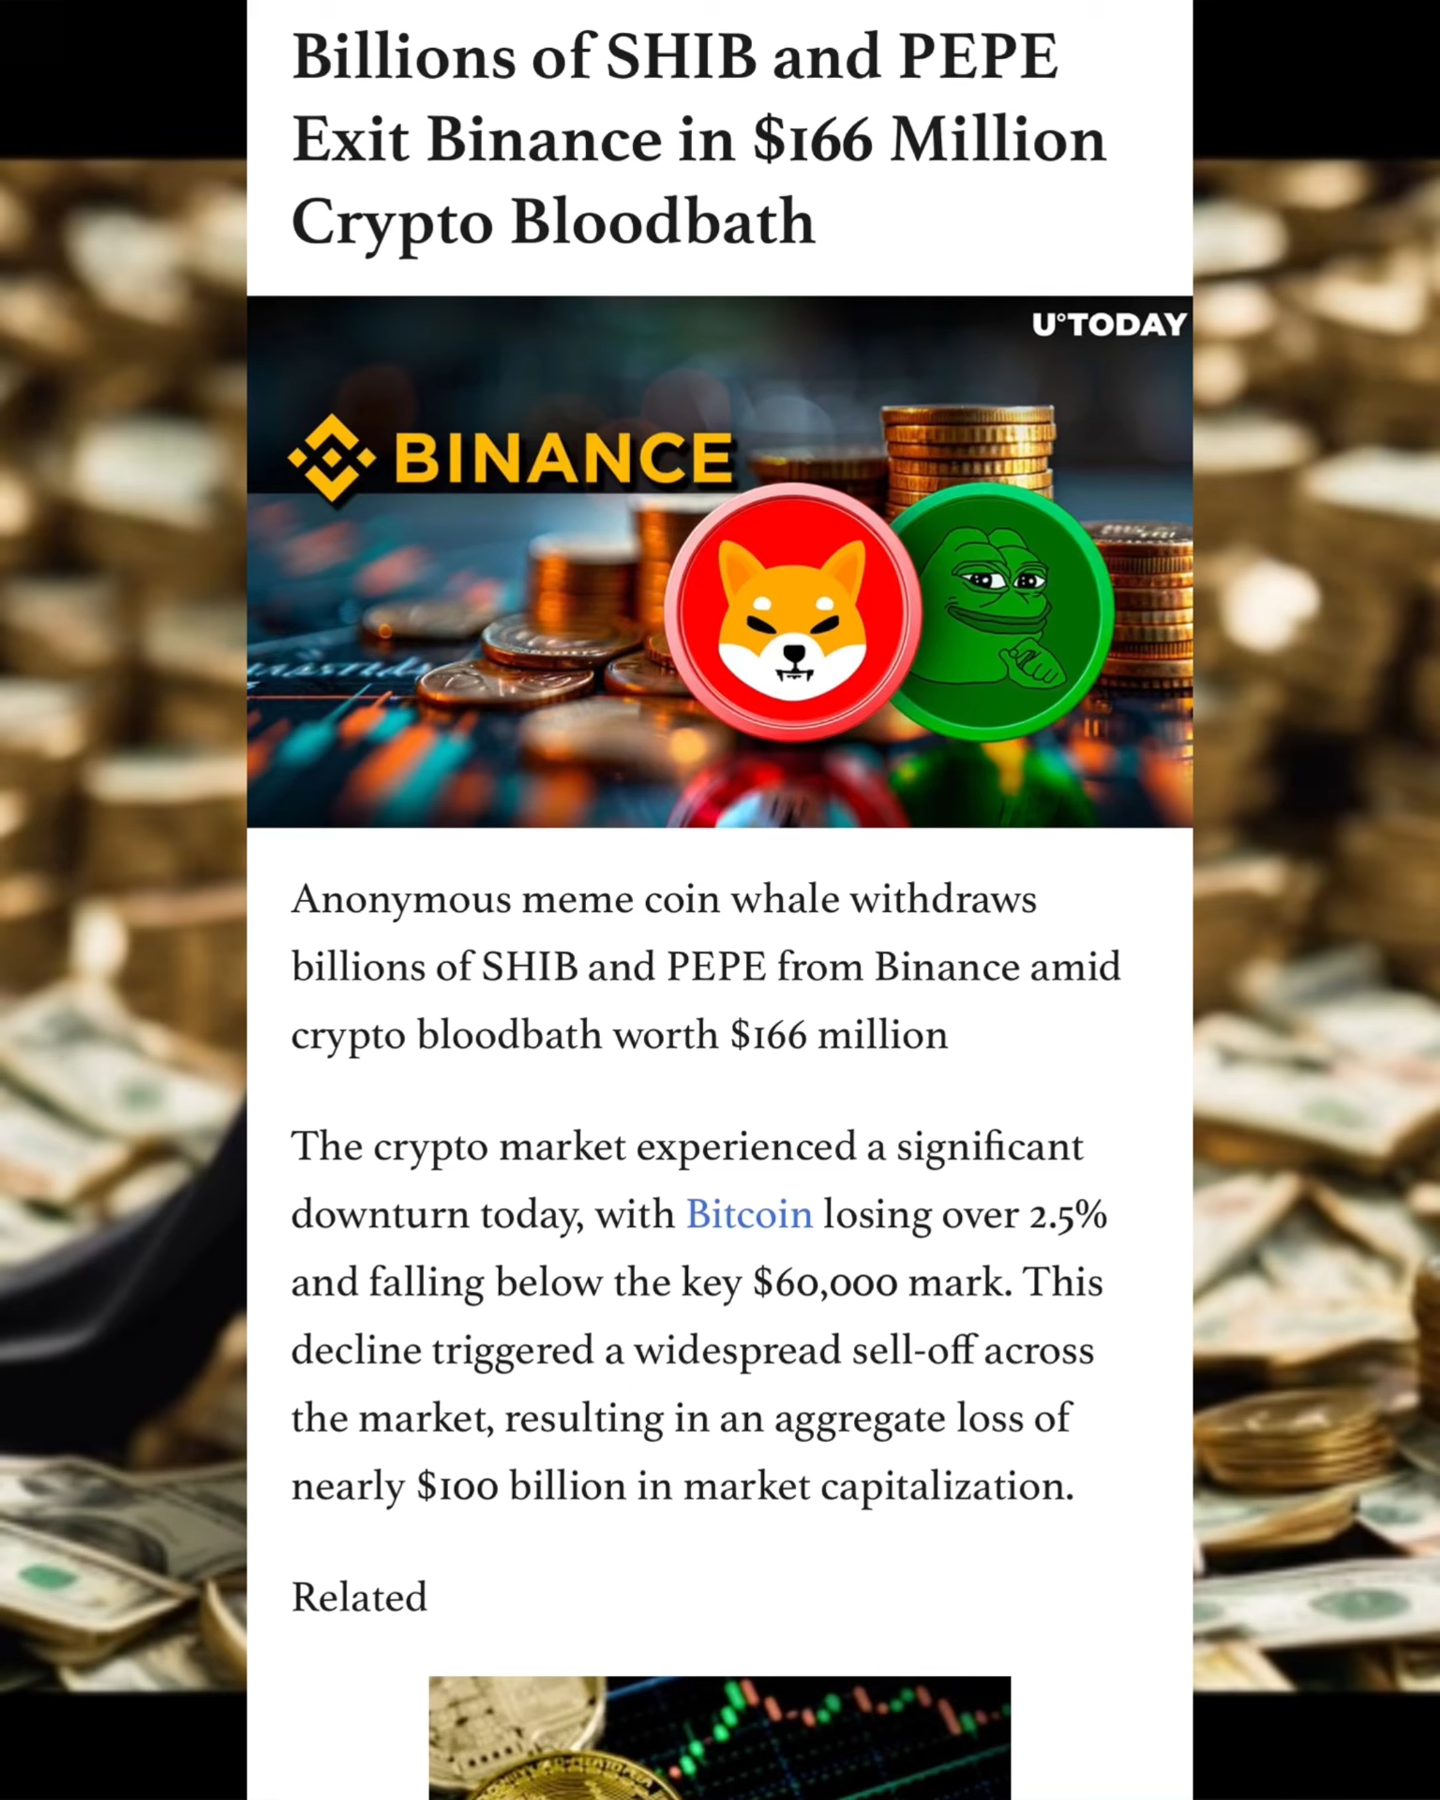 Billions of SHIB and PEPE
Exit Binance in $166 Million
Crypto Bloodbath
U°TODAY
BINANCE
Anonymous meme coin whale withdraws
billions of SHIB and PEPE from Binance amid
crypto bloodbath worth $166 million
The crypto market experienced a significant
downturn today, with Bitcoin losing over 2.5%
and falling below the key $60,000 mark. This
decline triggered a widespread sell-off across
the market, resulting in an aggregate loss of
nearly $100 billion in market capitalization.
Related